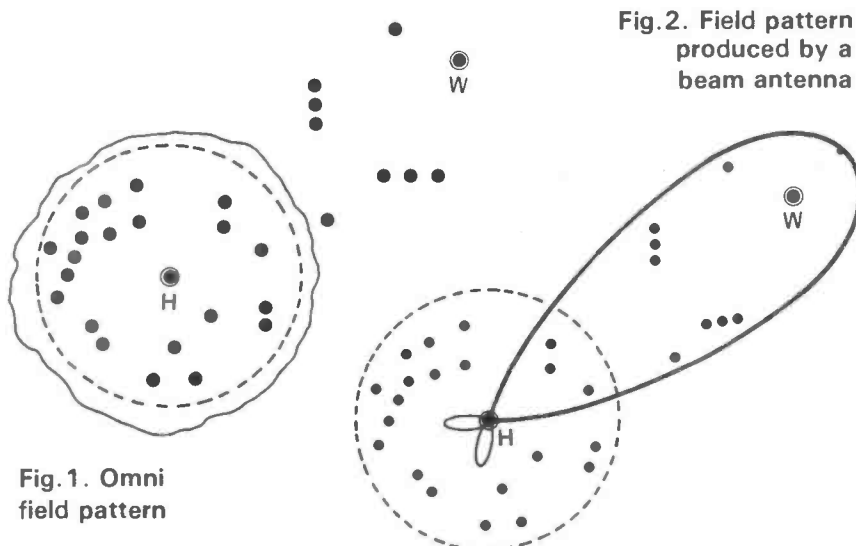 Fig.2. Field pattern
produced by a
beam antenna
W
W
H
H
Fig.1. Omni
field pattern